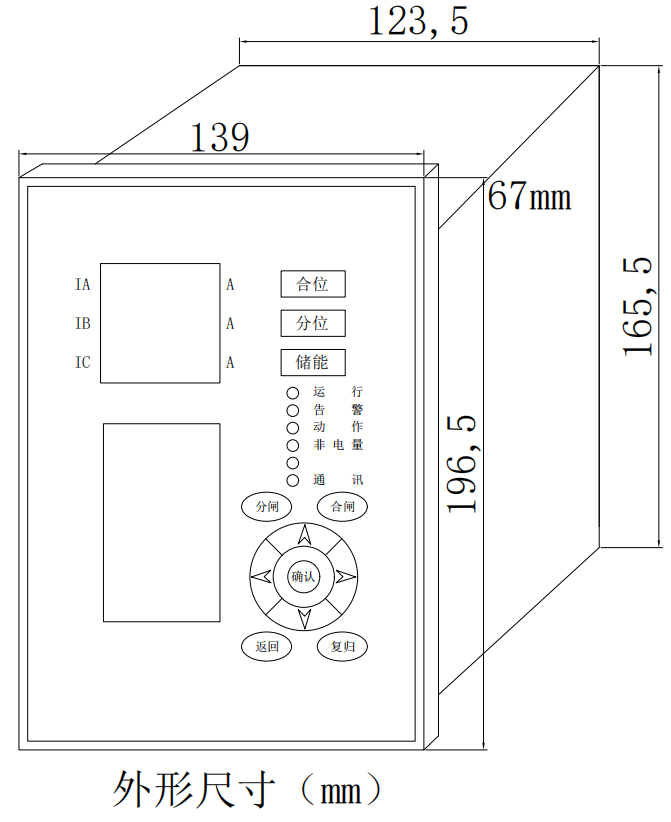 123,5
139
67mm
165,5
196,5
IA A 合位
IB A 分位
IC A 储能
运行
告警
动作
非电量
通讯
分闸 合闸
确认
返回 复归
外形尺寸（mm）